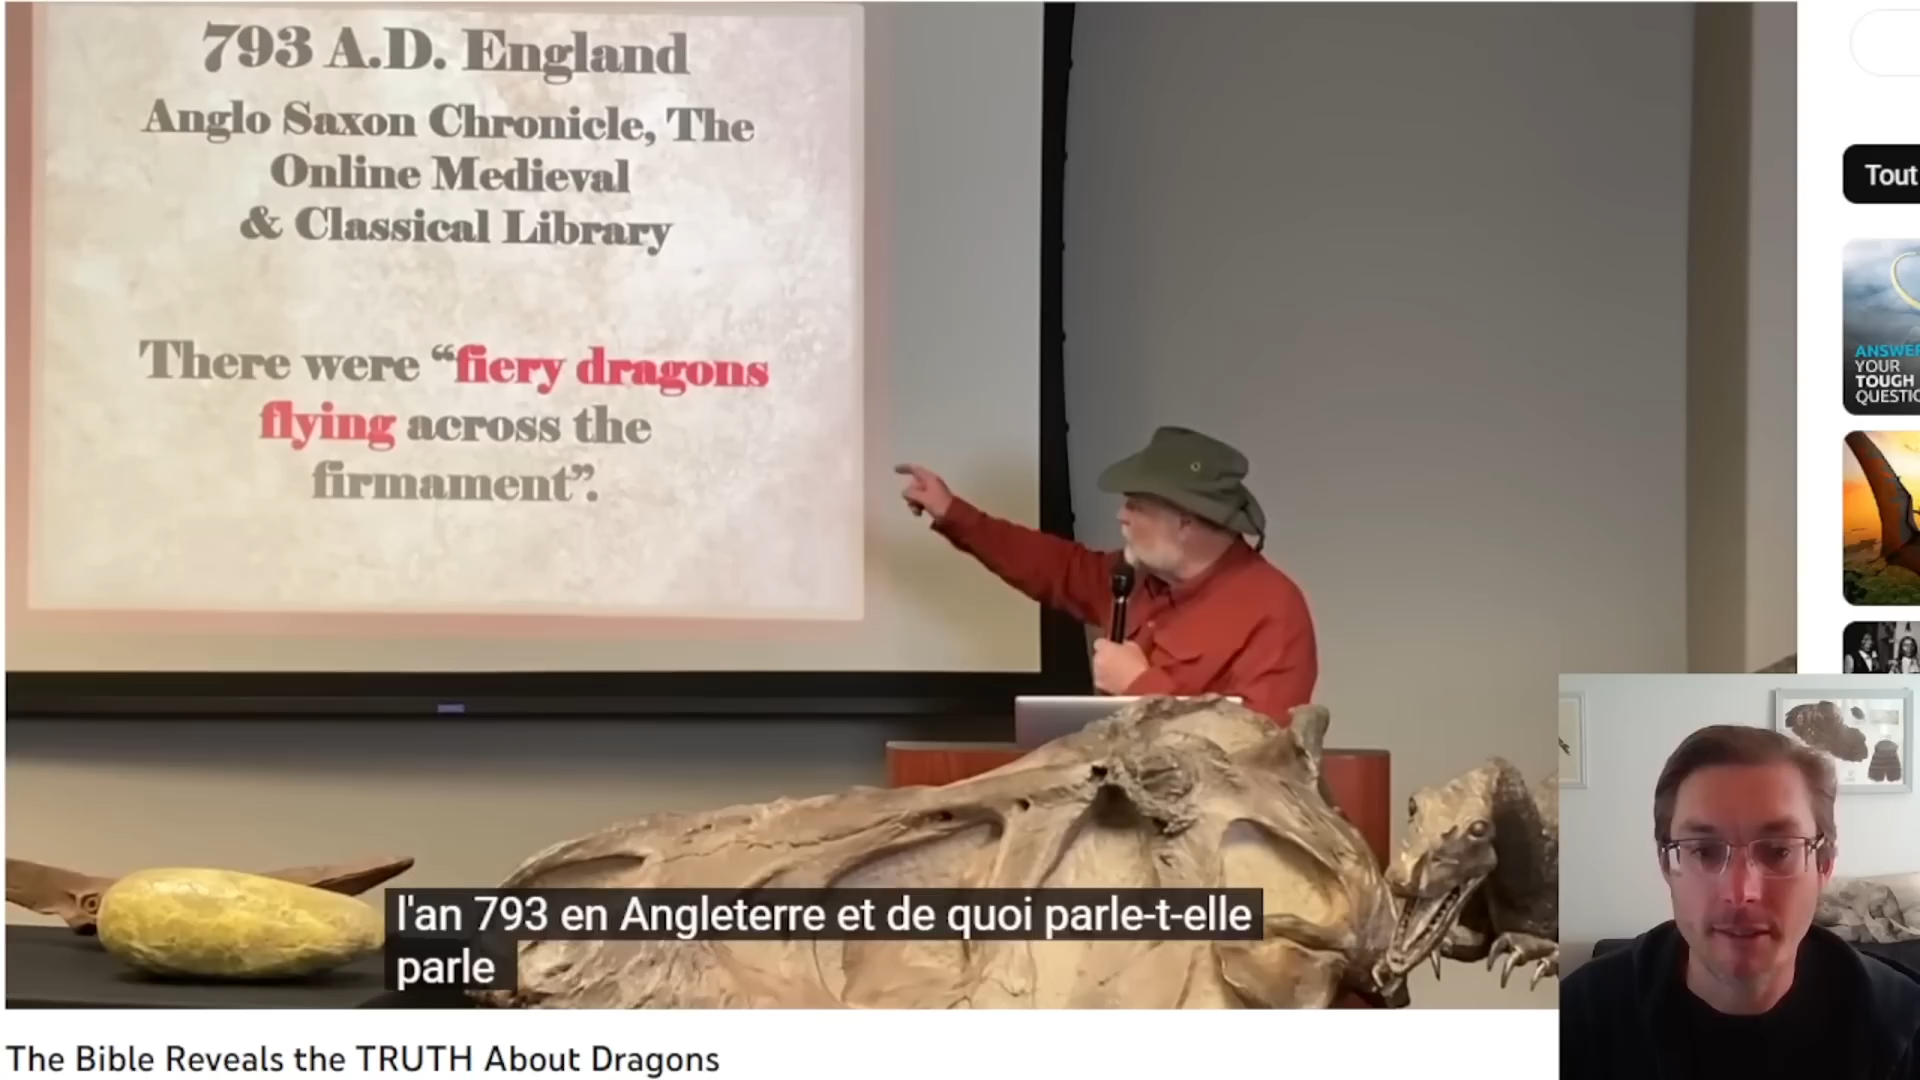 793 A.D. England
Anglo Saxon Chronicle, The
Online Medieval
& Classical Library
There were “fiery dragons
flying across the
firmament”.
l'an 793 en Angleterre et de quoi parle-t-elle
parle
The Bible Reveals the TRUTH About Dragons
Tout
YOUR
TOUGH